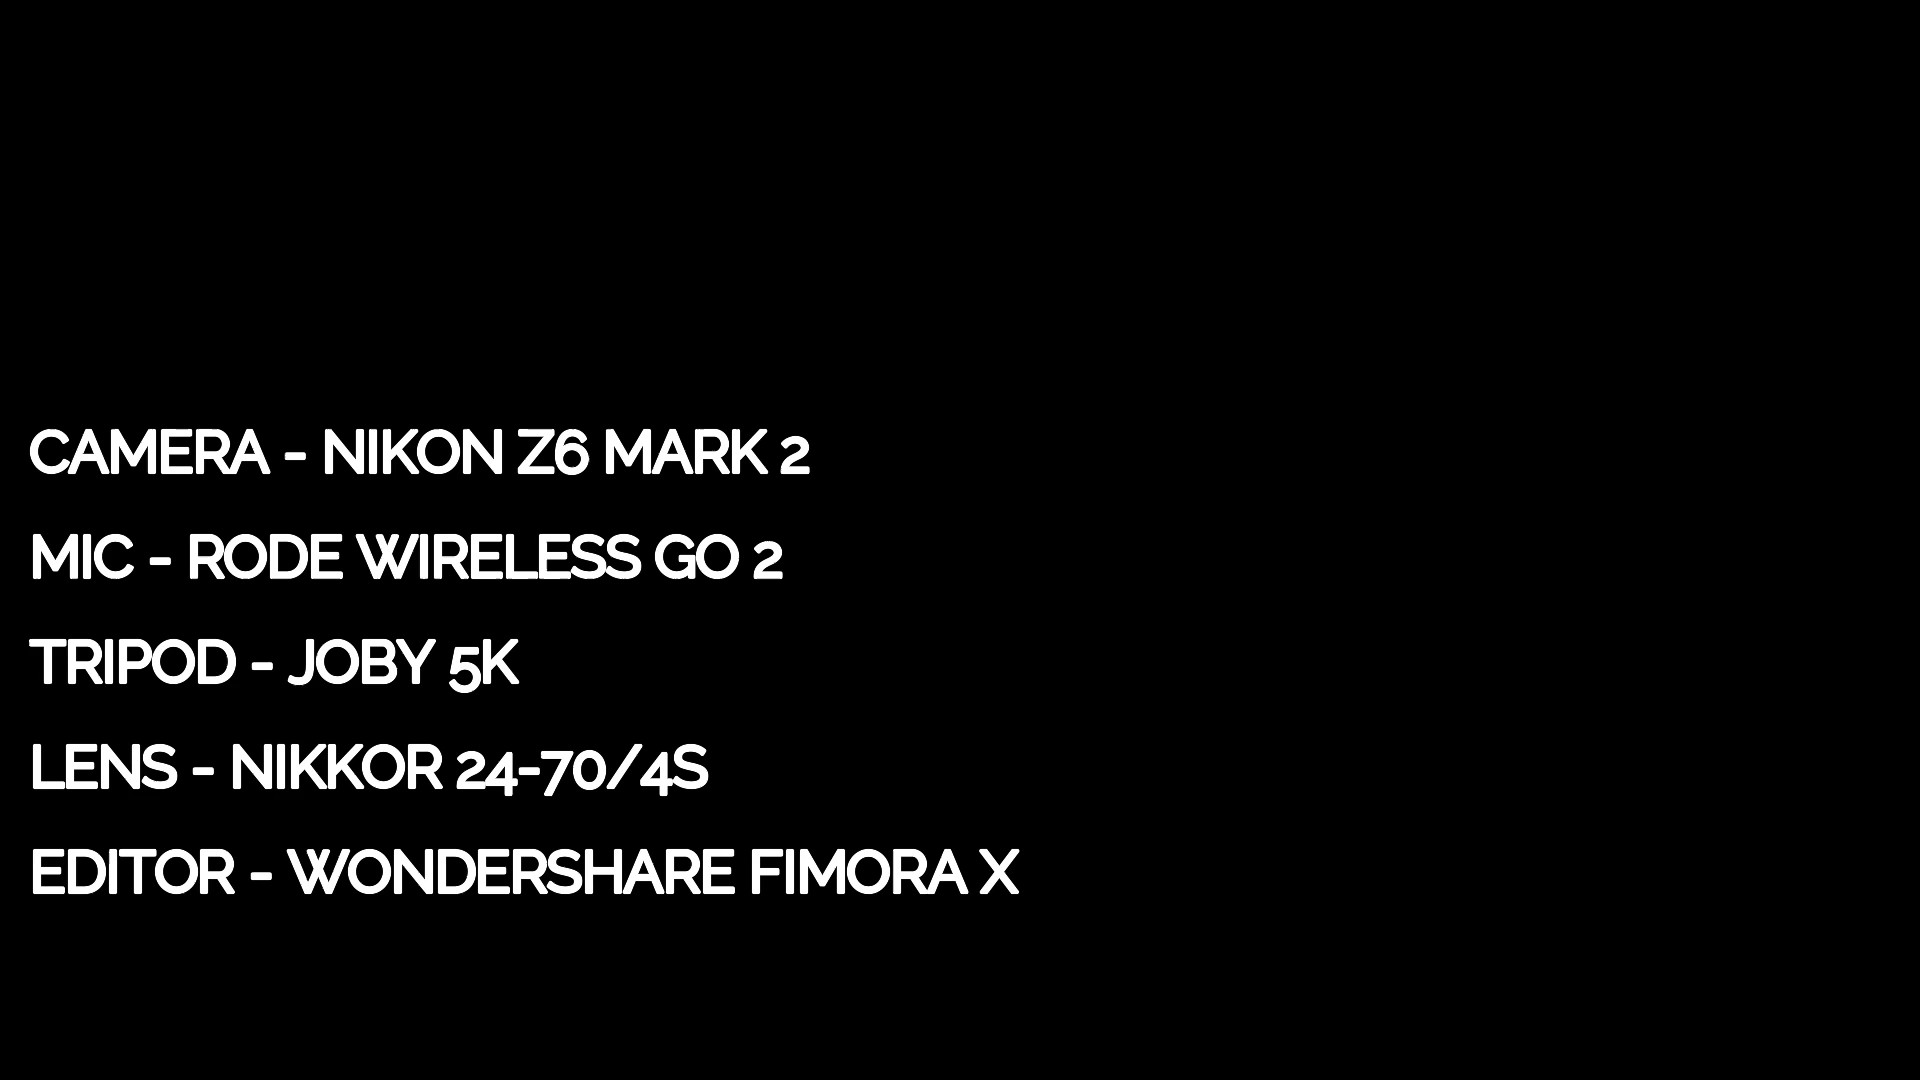 CAMERA - NIKON Z6 MARK 2
MIC - RODE WIRELESS GO 2
TRIPOD - JOBY 5K
LENS - NIKKOR 24-70/4S
EDITOR - WONDERSHARE FIMORA X